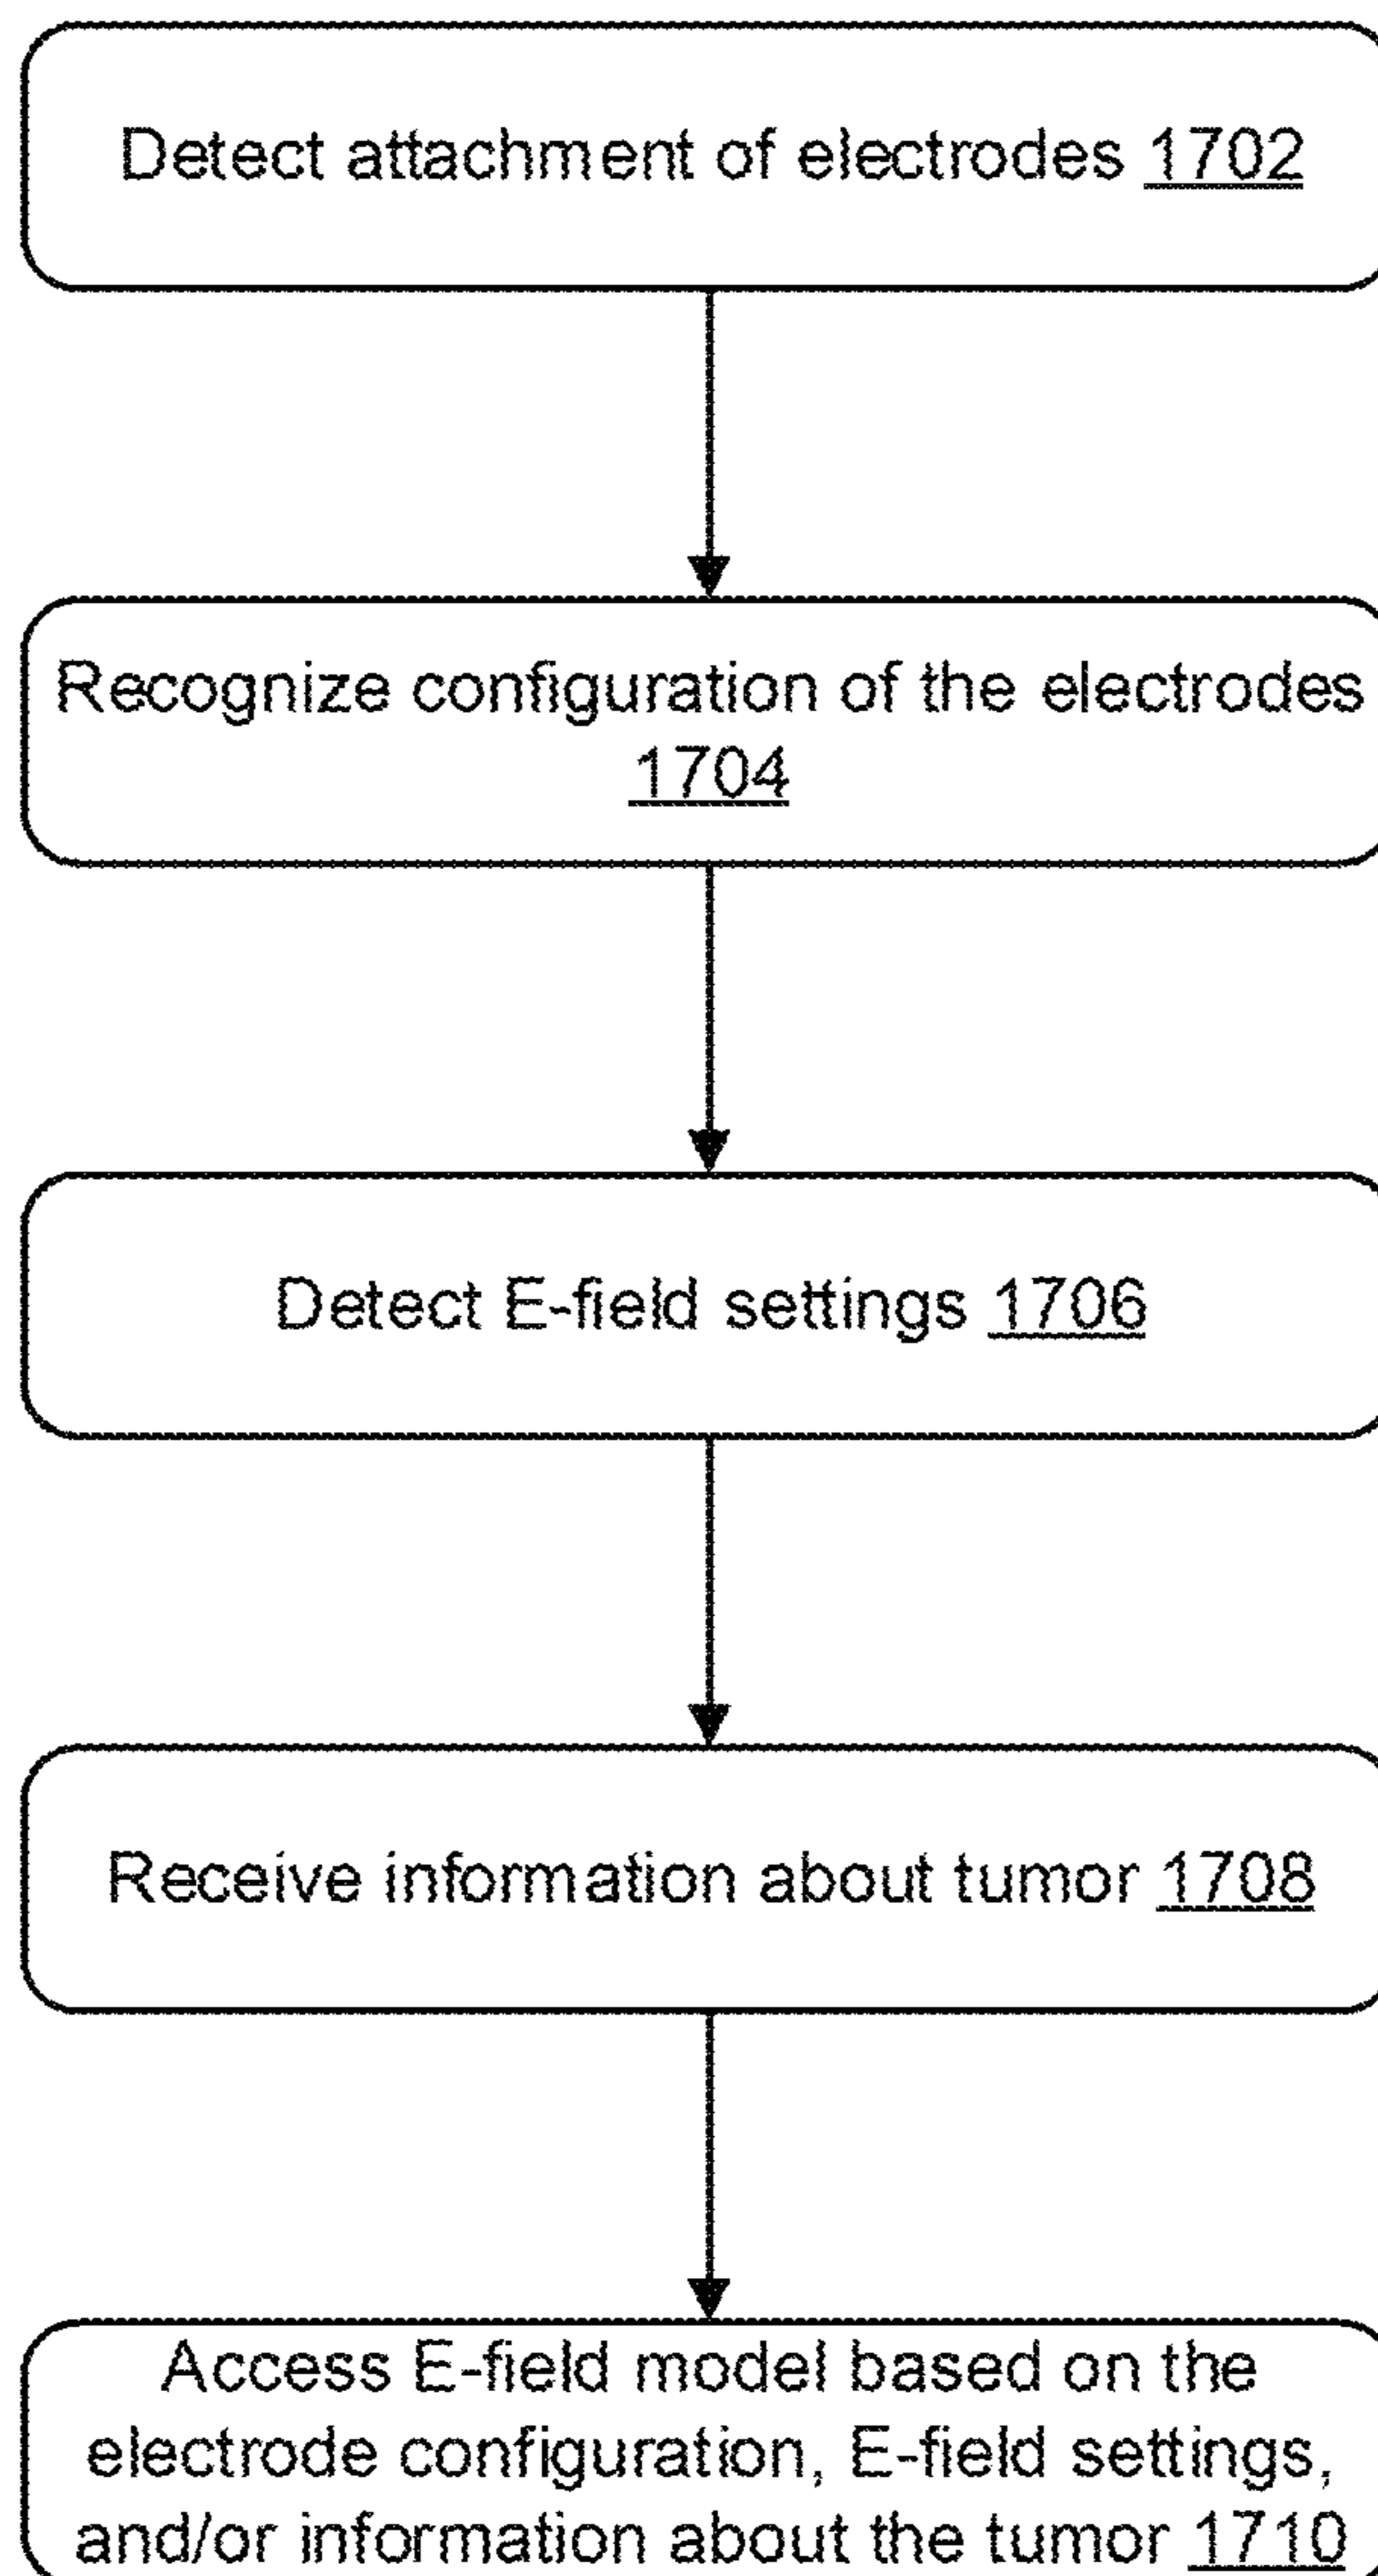 Detect attachment of electrodes 1702
Recognize configuration of the electrodes
1704
Detect E-field settings 1706
Receive information about tumor 1708
Access E-field model based on the
electrode configuration, E-field settings,
and/or information about the tumor 1710